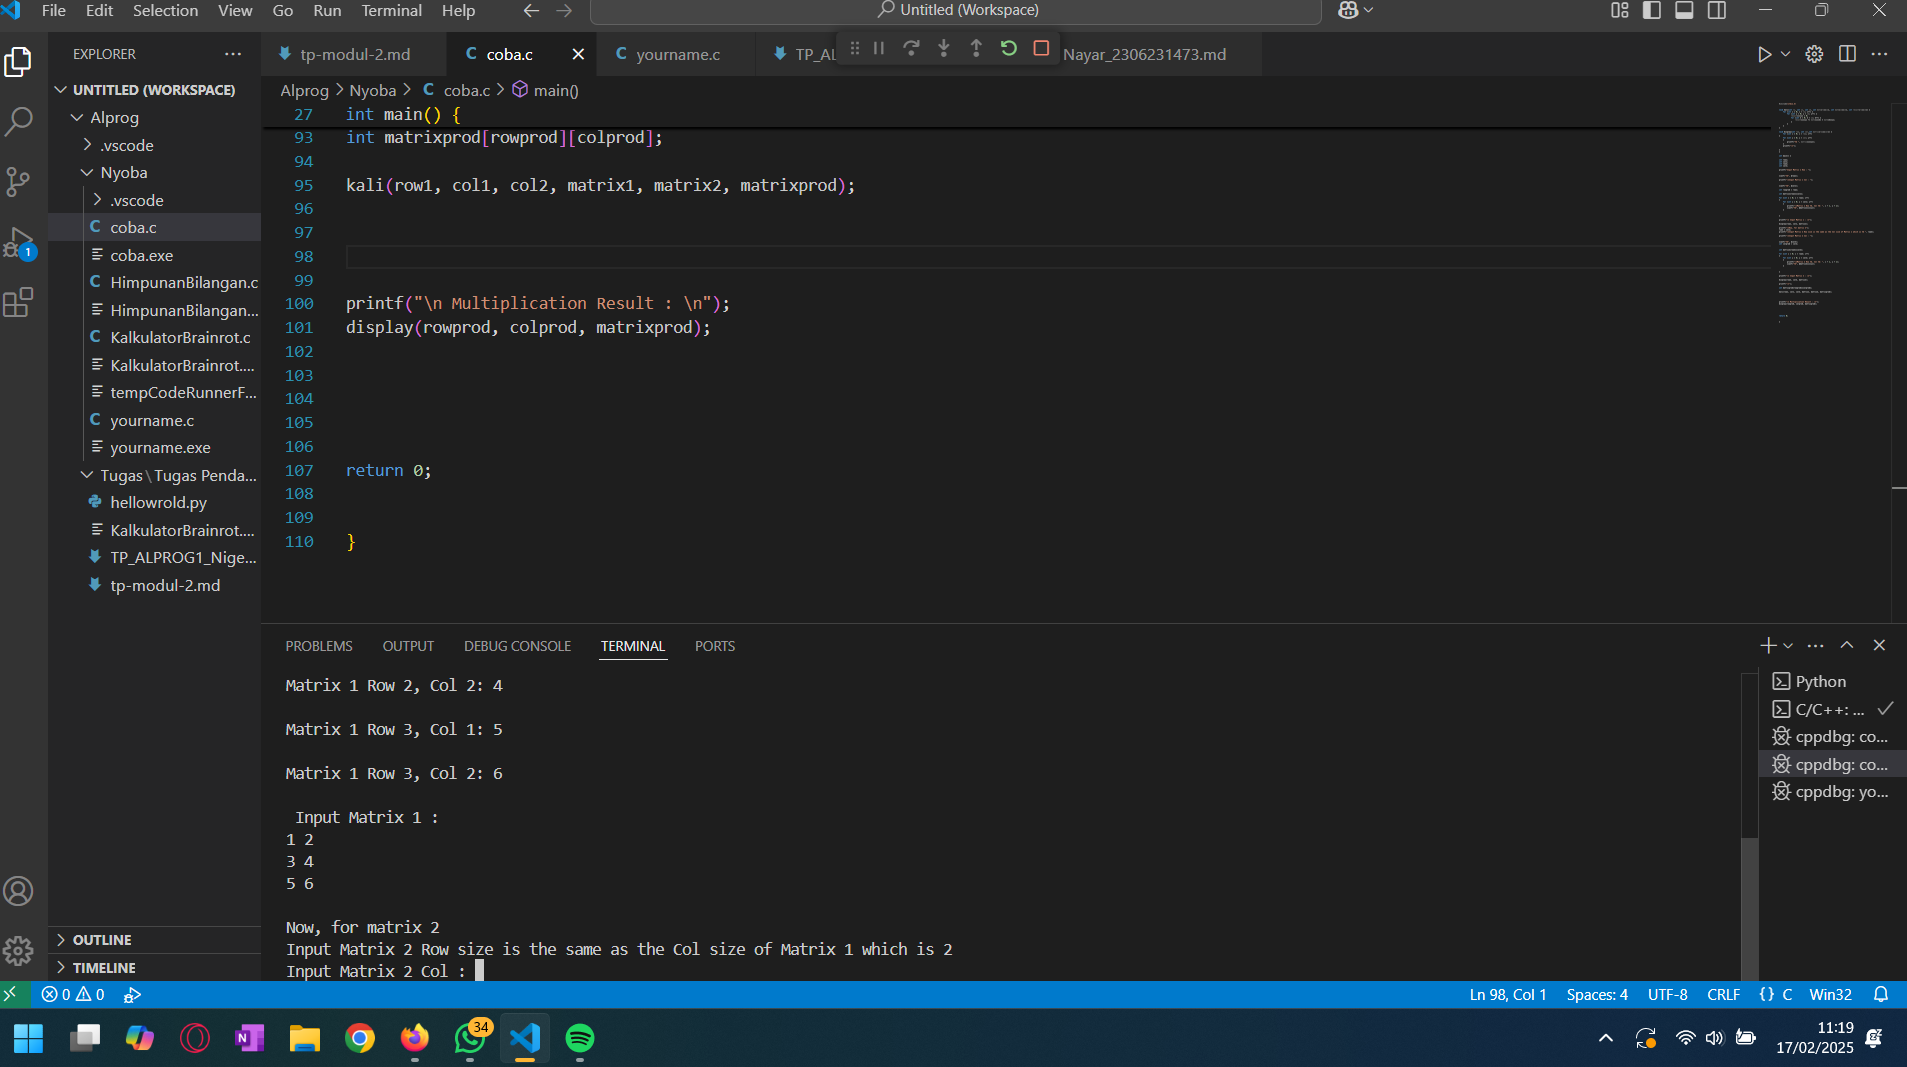 File Edit Selection View Go Run Terminal Help
Untitled (Workspace)
EXPLORER
tp-modul-2.md
coba.c
yourname.c
TP_AL
Nayar_2306231473.md
UNTITLED (WORKSPACE)
Alprog
.vscode
Nyoba
.vscode
coba.c
coba.exe
HimpunanBilangan.c
HimpunanBilangan...
KalkulatorBrainrot.c
KalkulatorBrainrot....
tempCodeRunnerF...
yourname.c
yourname.exe
Tugas\Tugas Penda...
hellowrold.py
KalkulatorBrainrot....
TP_ALPROG1_Nige...
tp-modul-2.md
OUTLINE
TIMELINE
1
Alprog > Nyoba > C coba.c > main()
27 int main() {
93 int matrixprod[rowprod][colprod];
94
95 kali(row1, col1, col2, matrix1, matrix2, matrixprod);
96
97
98
99
100 printf("\n Multiplication Result : \n");
101 display(rowprod, colprod, matrixprod);
102
103
104
105
106
107 return 0;
108
109
110 }
PROBLEMS OUTPUT DEBUG CONSOLE TERMINAL PORTS
Matrix 1 Row 2, Col 2: 4
Matrix 1 Row 3, Col 1: 5
Matrix 1 Row 3, Col 2: 6
Input Matrix 1 :
1 2
3 4
5 6
Now, for matrix 2
Input Matrix 2 Row size is the same as the Col size of Matrix 1 which is 2
Input Matrix 2 Col :
Python
C/C++: ...
cppdbg: co...
cppdbg: co...
cppdbg: yo...
0 0
Ln 98, Col 1 Spaces: 4 UTF-8 CRLF {} C Win32
34
11:19
17/02/2025